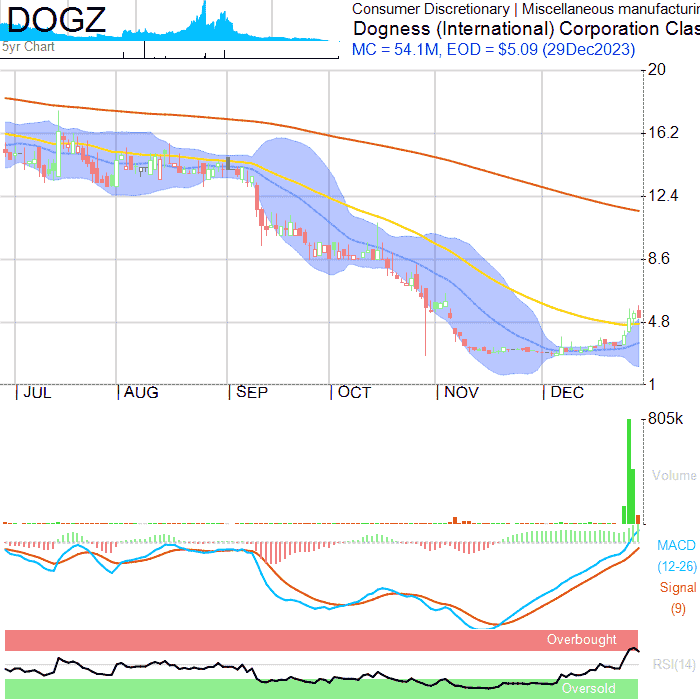 DOGZ
5yr Chart
Consumer Discretionary | Miscellaneous manufacturin
Dogness (International) Corporation Clas
MC = 54.1M, EOD = $5.09 (29Dec2023)
20
16.2
12.4
8.6
4.8
1
JUL AUG SEP OCT NOV DEC
805k
Volume
MACD
(12-26)
Signal
(9)
Overbought
RSI(14)
Oversold